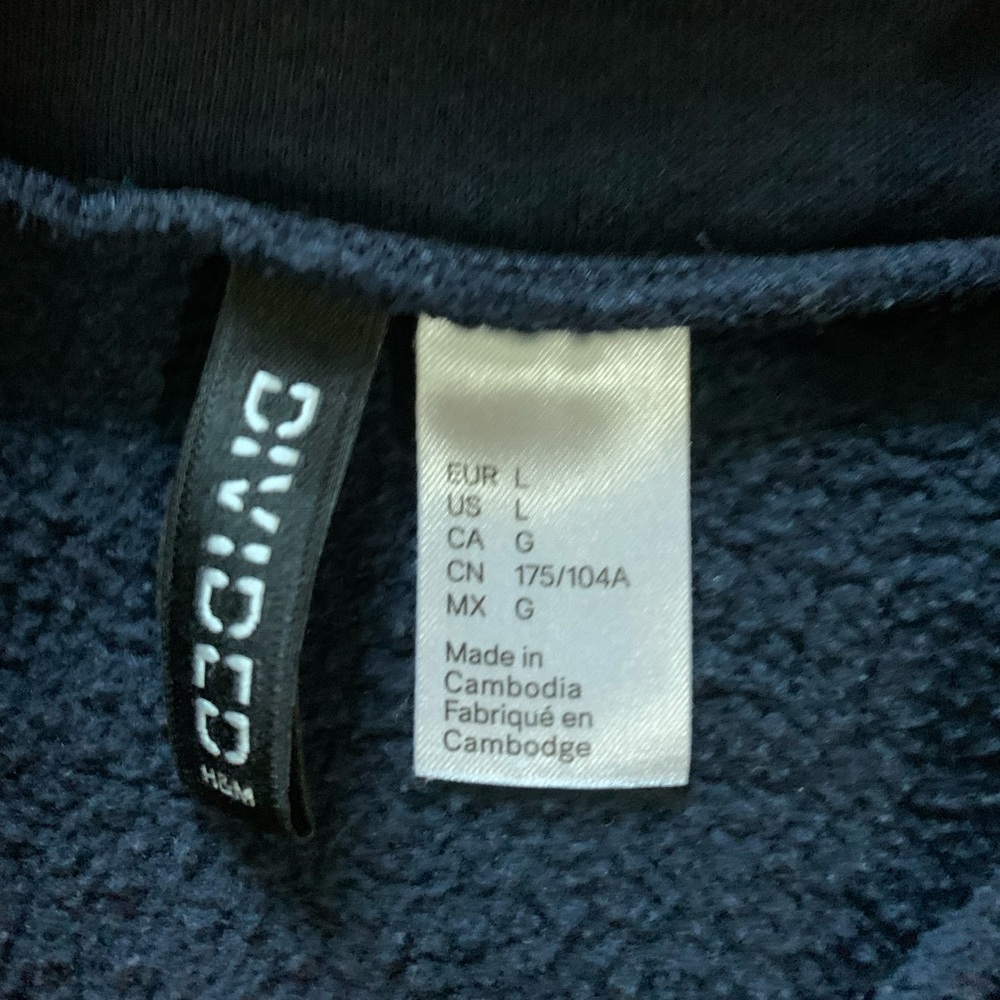 DIVIDED
H&M
EUR L
US L
CA G
CN 175/104A
MX G
Made in
Cambodia
Fabriqué en
Cambodge